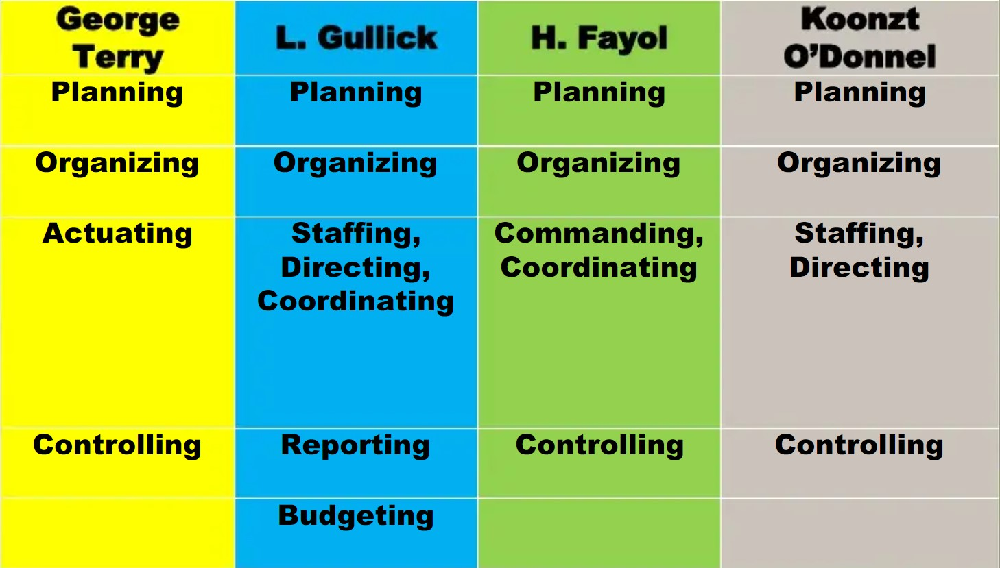 George
Terry
L. Gullick
H. Fayol
Koonzt
O'Donnel
Planning
Planning
Planning
Planning
Organizing
Organizing
Organizing
Organizing
Actuating
Staffing,
Directing,
Coordinating
Commanding,
Coordinating
Staffing,
Directing
Controlling
Reporting
Controlling
Controlling
Budgeting